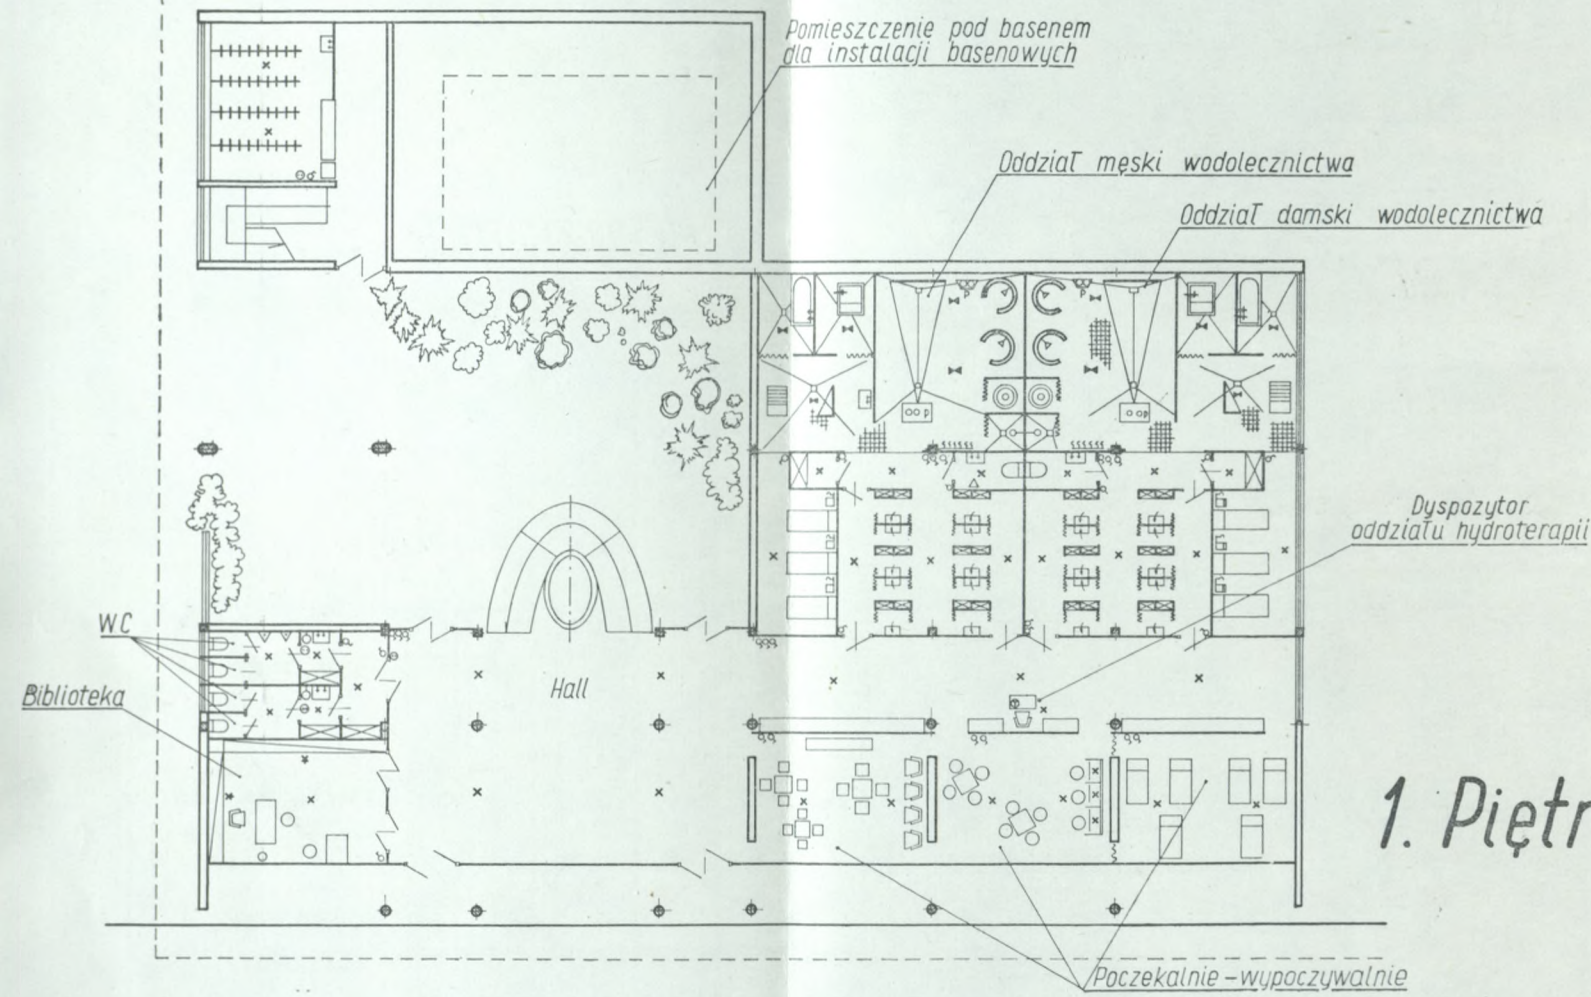 Pomieszczenie pod basenem
dla instalacji basenowych
Oddział męski wodolecznictwa
Oddział damski wodolecznictwa
Dyspozytor
oddziału hydroterapii
WC
Biblioteka
Hall
1. Piętr
Poczekalnie-wypoczywalnie